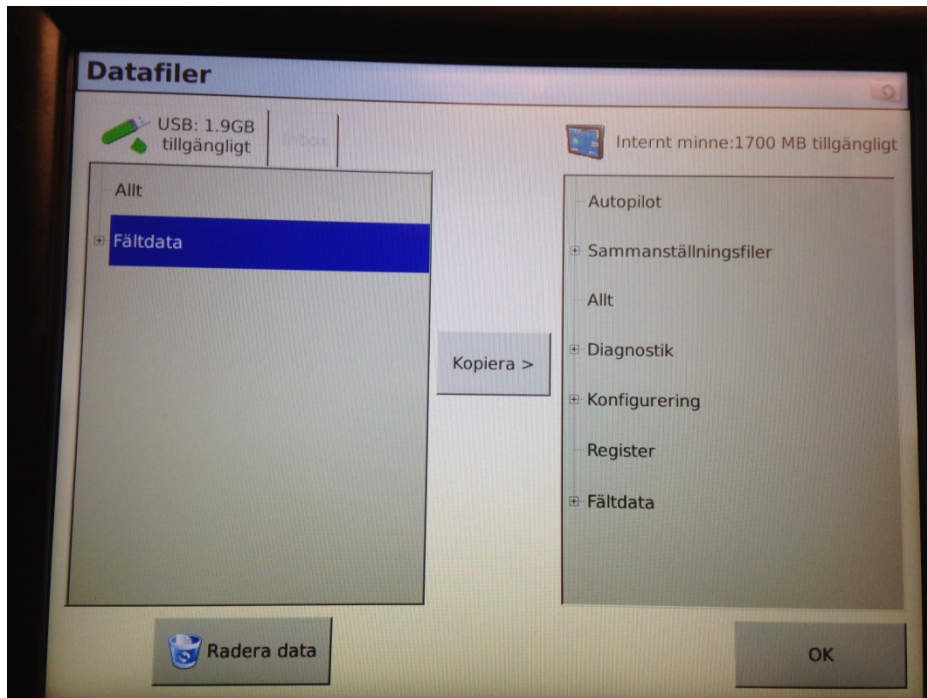 Datafiler
USB: 1.9GB
tillgängligt
Inbox
Internt minne:1700 MB tillgängligt
Allt
Fältdata
Kopiera >
Autopilot
Sammanställningsfiler
Allt
Diagnostik
Konfigurering
Register
Fältdata
Radera data
OK